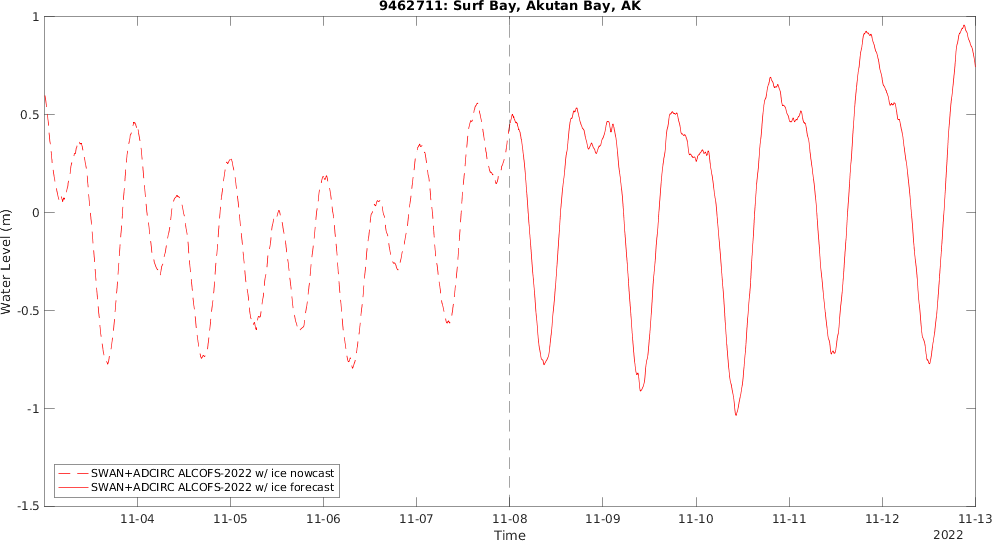 9462711: Surf Bay, Akutan Bay, AK
1
0.5
0
-0.5
-1
-1.5
Water Level (m)
SWAN+ADCIRC ALCOFS-2022 w/ ice nowcast
SWAN+ADCIRC ALCOFS-2022 w/ ice forecast
11-04 11-05 11-06 11-07 11-08 11-09 11-10 11-11 11-12 11-13
Time
2022